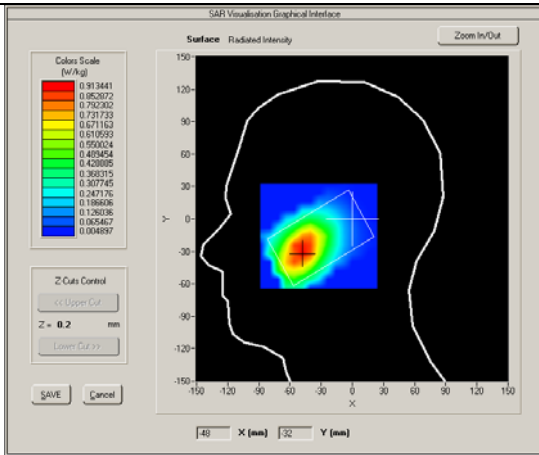 SAR Visualisation Graphical Interface
Surface Radiated Intensity
Zoom In/Out
Colors Scale
(W/kg)
0.913441
0.852872
0.792302
0.731733
0.671163
0.610593
0.550024
0.489454
0.428885
0.368315
0.307745
0.247176
0.186606
0.126036
0.065467
0.004897
Z-Cuts Control
<< Upper Cut
Z = 0.2 mm
Lower Cut >>
SAVE Cancel
150
120
90
60
30
0
-30
-60
-90
-120
-150
Y
-150 -120 -90 -60 -30 0 30 60 90 120 150
X
-48 X (mm) -32 Y (mm)